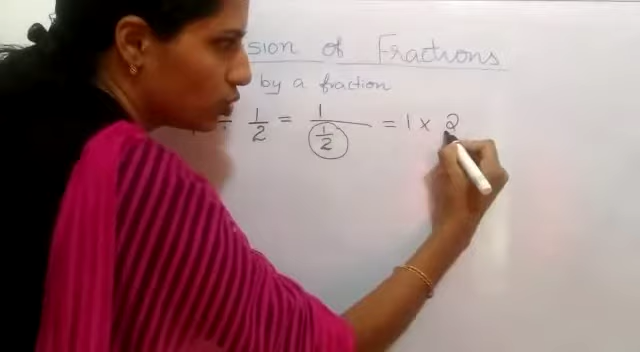 sion of Fractions
by a fraction
÷ 1/2 = 1/(1/2) = 1 × 2